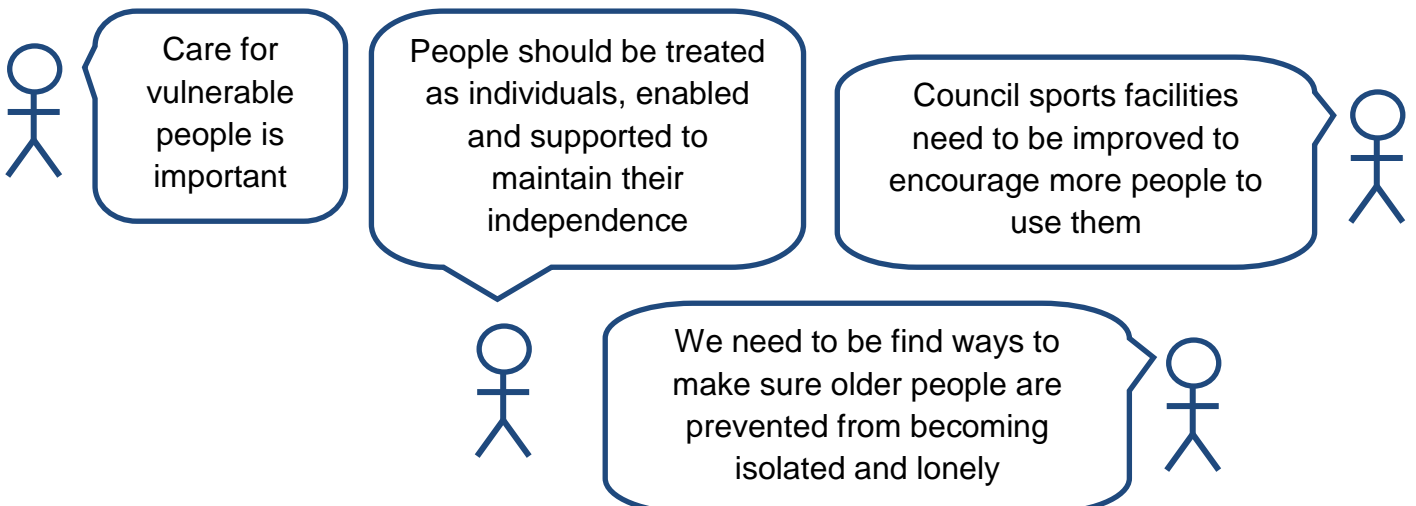 Care for
vulnerable
people is
important
People should be treated
as individuals, enabled
and supported to
maintain their
independence
Council sports facilities
need to be improved to
encourage more people to
use them
We need to be find ways to
make sure older people are
prevented from becoming
isolated and lonely